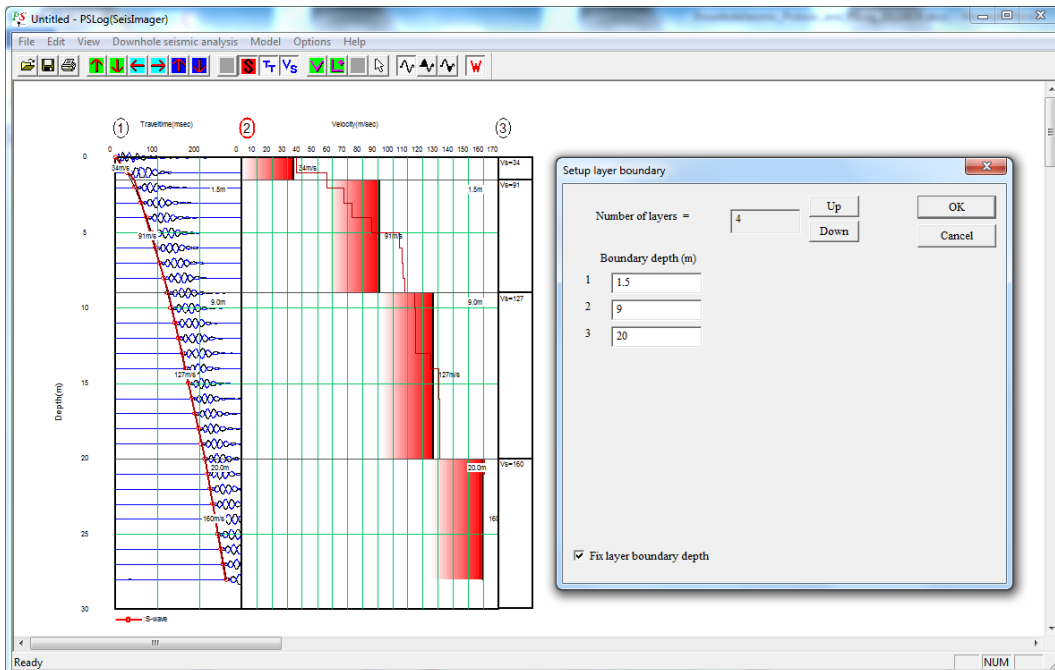 Untitled - PSLog(SeisImager)
File Edit View Downhole seismic analysis Model Options Help
1 Traveltime(msec) 2 Velocity(m/sec) 3
0 100 200 0 10 20 30 40 50 60 70 80 90 100 110 120 130 140 150 160 170
0
34m/s 34m/s Vs=34
1.5m 1.5m Vs=91
5
91m/s 91m/s
9.0m 9.0m Vs=127
10
127m/s 127m/s
15
Depth(m)
20
20.0m 20.0m Vs=160
160m/s 160
25
30
S-wave
Setup layer boundary
Number of layers = 4 Up
Down
OK
Cancel
Boundary depth (m)
1 1.5
2 9
3 20
Fix layer boundary depth
Ready NUM